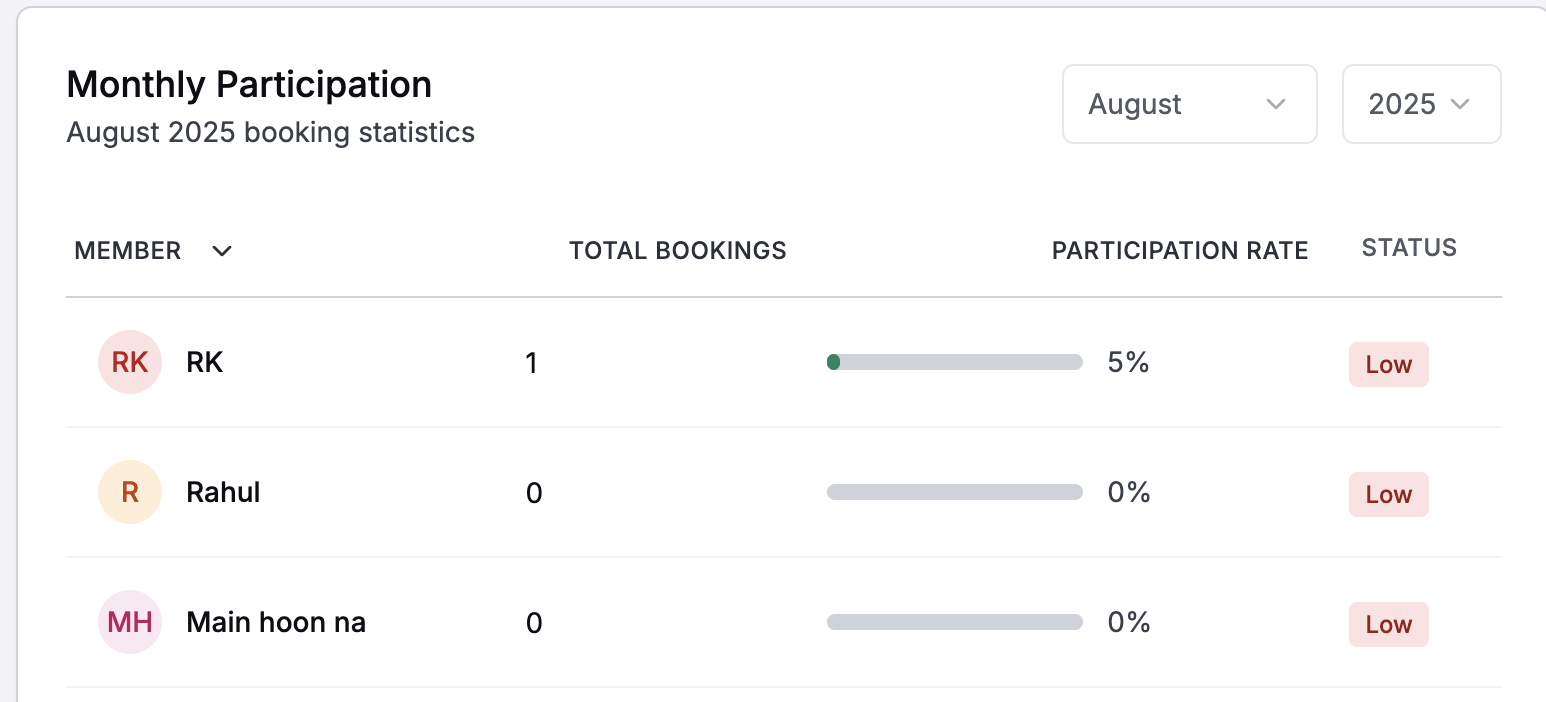 Monthly Participation
August 2025 booking statistics
August 2025
MEMBER TOTAL BOOKINGS PARTICIPATION RATE STATUS
RK RK 1 5% Low
R Rahul 0 0% Low
MH Main hoon na 0 0% Low